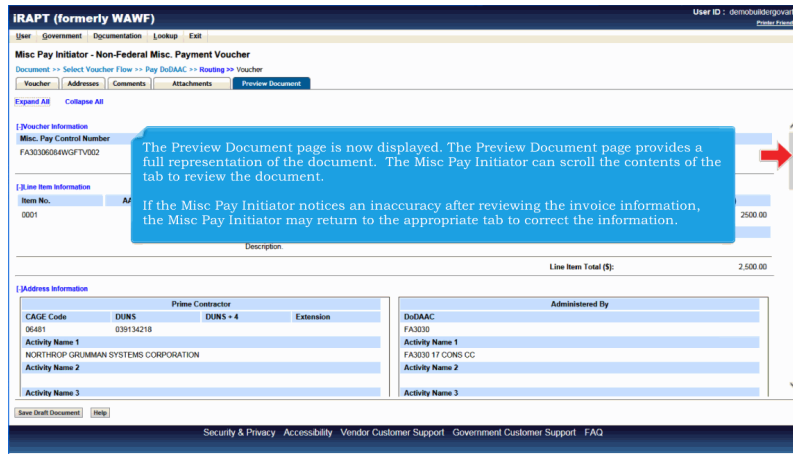 iRAPT (formerly WAWF)
User ID : demobuildergovart
Printer Friend
User Government Documentation Lookup Exit
Misc Pay Initiator - Non-Federal Misc. Payment Voucher
Document >> Select Voucher Flow >> Pay DoDAAC >> Routing >> Voucher
Voucher Addresses Comments Attachments Preview Document
Expand All Collapse All
[-]Voucher Information
Misc. Pay Control Number
FA30306084WGFTV002
The Preview Document page is now displayed. The Preview Document page provides a
full representation of the document. The Misc Pay Initiator can scroll the contents of the
tab to review the document.
If the Misc Pay Initiator notices an inaccuracy after reviewing the invoice information,
the Misc Pay Initiator may return to the appropriate tab to correct the information.
[-]Line Item Information
Item No. AA )
0001 2500.00
Description.
Line Item Total ($): 2,500.00
[-]Address Information
Prime Contractor
CAGE Code DUNS DUNS + 4 Extension
06481 039134218
Activity Name 1
NORTHROP GRUMMAN SYSTEMS CORPORATION
Activity Name 2
Activity Name 3
Administered By
DoDAAC
FA3030
Activity Name 1
FA3030 17 CONS CC
Activity Name 2
Activity Name 3
Save Draft Document Help
Security & Privacy Accessibility Vendor Customer Support Government Customer Support FAQ